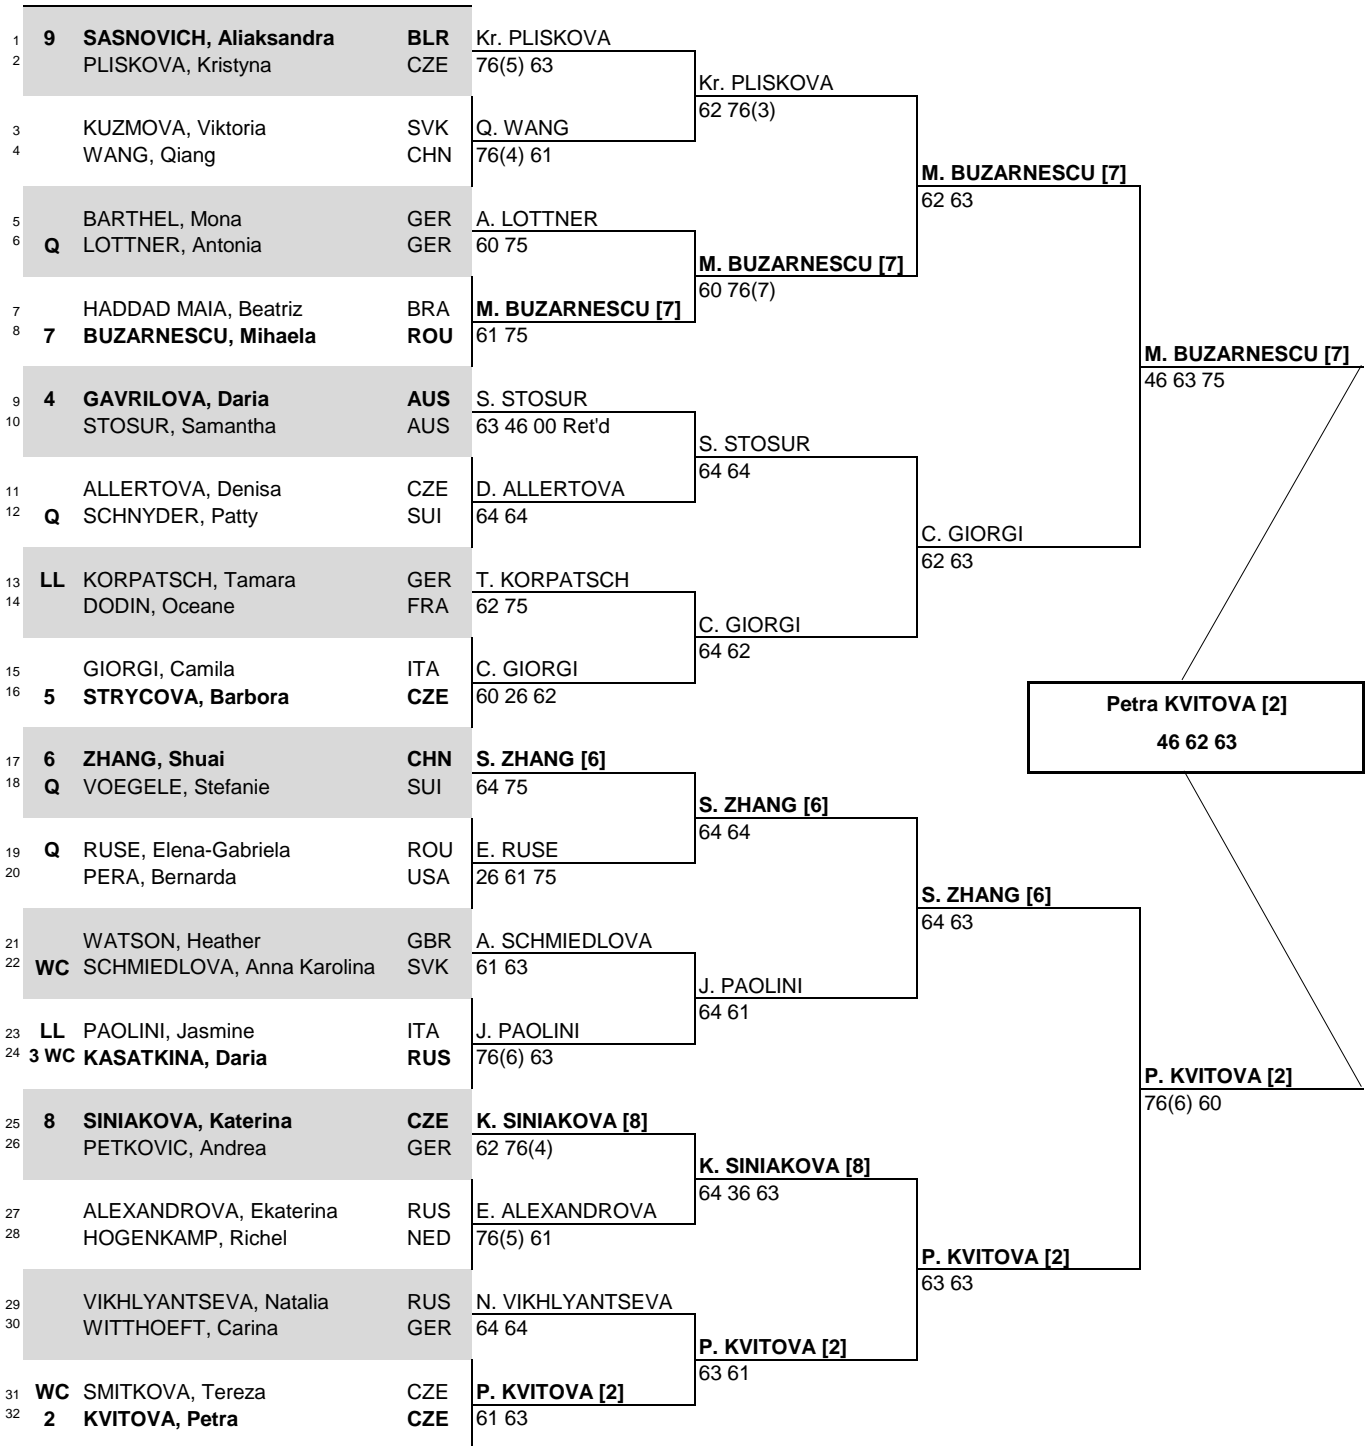 1 9 SASNOVICH, Aliaksandra BLR Kr. PLISKOVA
2 PLISKOVA, Kristyna CZE 76(5) 63
Kr. PLISKOVA
62 76(3)
3 KUZMOVA, Viktoria SVK Q. WANG
4 WANG, Qiang CHN 76(4) 61
M. BUZARNESCU [7]
62 63
5 BARTHEL, Mona GER A. LOTTNER
6 Q LOTTNER, Antonia GER 60 75
M. BUZARNESCU [7]
60 76(7)
7 HADDAD MAIA, Beatriz BRA M. BUZARNESCU [7]
8 7 BUZARNESCU, Mihaela ROU 61 75
M. BUZARNESCU [7]
46 63 75
9 4 GAVRILOVA, Daria AUS S. STOSUR
10 STOSUR, Samantha AUS 63 46 00 Ret'd
S. STOSUR
64 64
11 ALLERTOVA, Denisa CZE D. ALLERTOVA
12 Q SCHNYDER, Patty SUI 64 64
C. GIORGI
62 63
13 LL KORPATSCH, Tamara GER T. KORPATSCH
14 DODIN, Oceane FRA 62 75
C. GIORGI
64 62
15 GIORGI, Camila ITA C. GIORGI
16 5 STRYCOVA, Barbora CZE 60 26 62
Petra KVITOVA [2]
46 62 63
17 6 ZHANG, Shuai CHN S. ZHANG [6]
18 Q VOEGELE, Stefanie SUI 64 75
S. ZHANG [6]
64 64
19 Q RUSE, Elena-Gabriela ROU E. RUSE
20 PERA, Bernarda USA 26 61 75
S. ZHANG [6]
64 63
21 WATSON, Heather GBR A. SCHMIEDLOVA
22 WC SCHMIEDLOVA, Anna Karolina SVK 61 63
J. PAOLINI
64 61
23 LL PAOLINI, Jasmine ITA J. PAOLINI
24 3 WC KASATKINA, Daria RUS 76(6) 63
P. KVITOVA [2]
76(6) 60
25 8 SINIAKOVA, Katerina CZE K. SINIAKOVA [8]
26 PETKOVIC, Andrea GER 62 76(4)
K. SINIAKOVA [8]
64 36 63
27 ALEXANDROVA, Ekaterina RUS E. ALEXANDROVA
28 HOGENKAMP, Richel NED 76(5) 61
P. KVITOVA [2]
63 63
29 VIKHLYANTSEVA, Natalia RUS N. VIKHLYANTSEVA
30 WITTHOEFT, Carina GER 64 64
P. KVITOVA [2]
63 61
31 WC SMITKOVA, Tereza CZE P. KVITOVA [2]
32 2 KVITOVA, Petra CZE 61 63